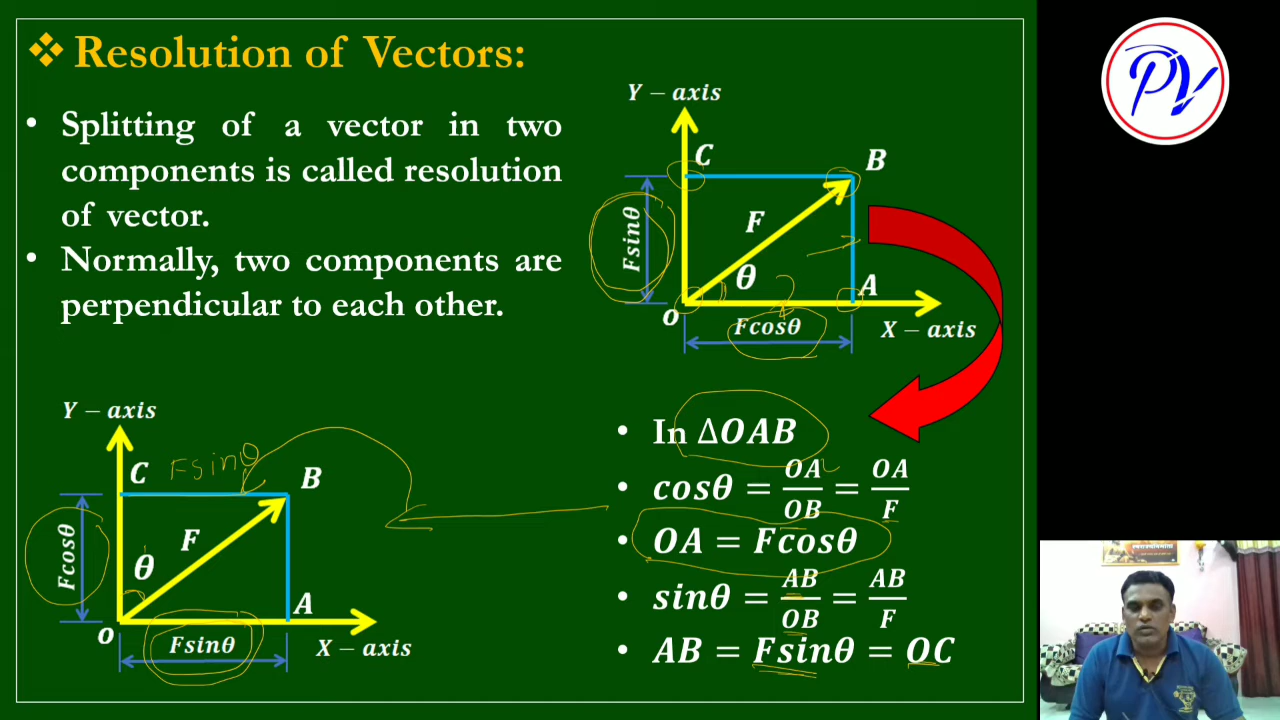 ❖ Resolution of Vectors:
• Splitting of a vector in two
components is called resolution
of vector.
• Normally, two components are
perpendicular to each other.
Y − axis
C
B
Fsinθ
F
θ
A
O
Fcosθ
X − axis
Y − axis
C
Fsinθ
B
Fcosθ
F
θ
A
O
Fsinθ
X − axis
• In ΔOAB
• cosθ = OA/OB = OA/F
• OA = Fcosθ
• sinθ = AB/OB = AB/F
• AB = Fsinθ = OC
PV